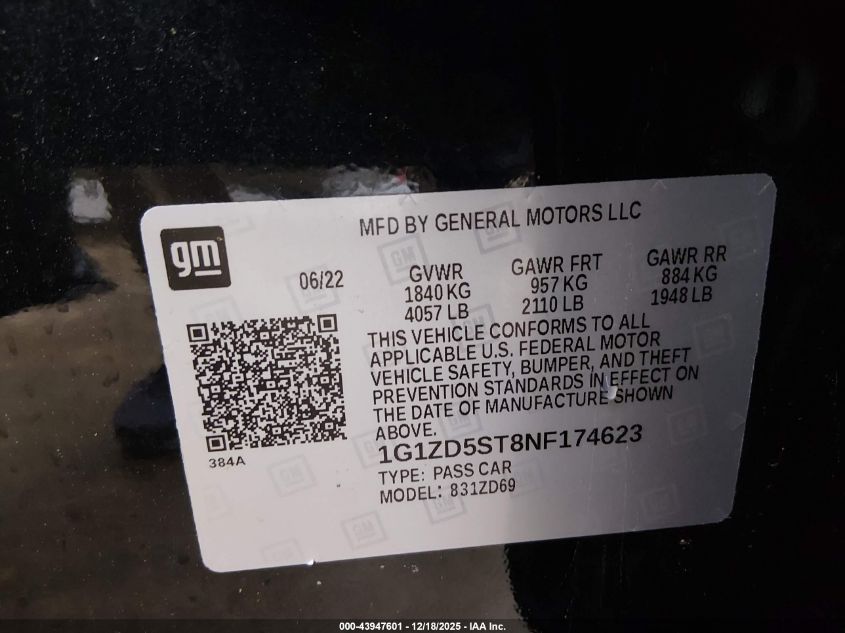 MFD BY GENERAL MOTORS LLC
gm
06/22
GVWR
1840 KG
4057 LB
GAWR FRT
957 KG
2110 LB
GAWR RR
884 KG
1948 LB
THIS VEHICLE CONFORMS TO ALL
APPLICABLE U.S. FEDERAL MOTOR
VEHICLE SAFETY, BUMPER, AND THEFT
PREVENTION STANDARDS IN EFFECT ON
THE DATE OF MANUFACTURE SHOWN
ABOVE.
384A
1G1ZD5ST8NF174623
TYPE: PASS CAR
MODEL: 831ZD69
000-43947601 - 12/18/2025 - IAA Inc.